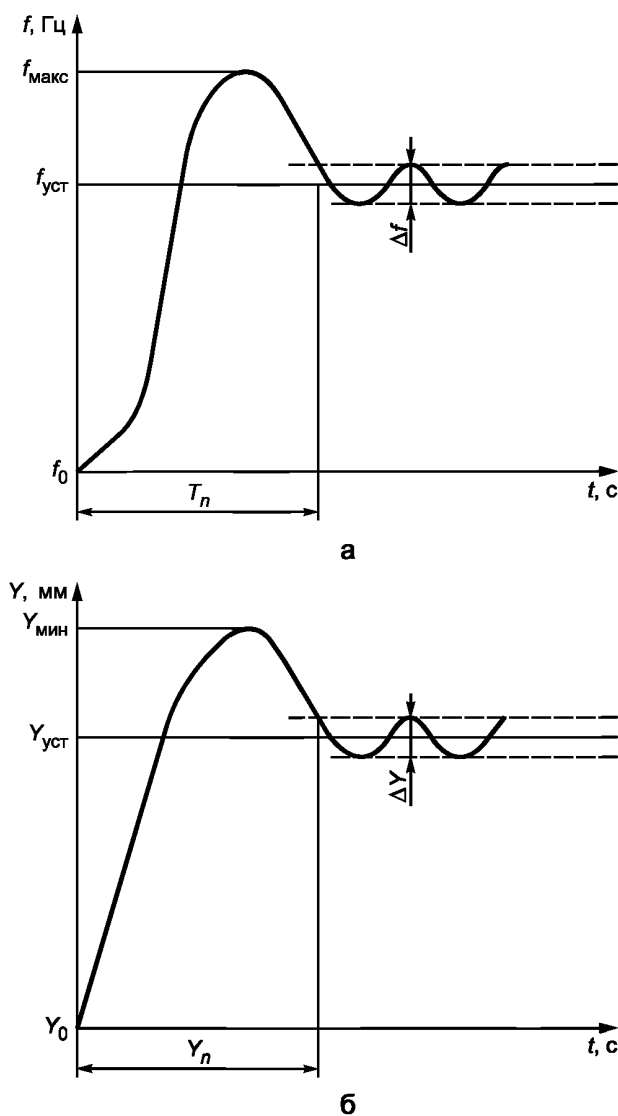 f, Гц
fмакс
fуст
Δf
f0
Tn
t, с
а
Y, мм
Yмин
Yуст
ΔY
Y0
Yn
t, с
б